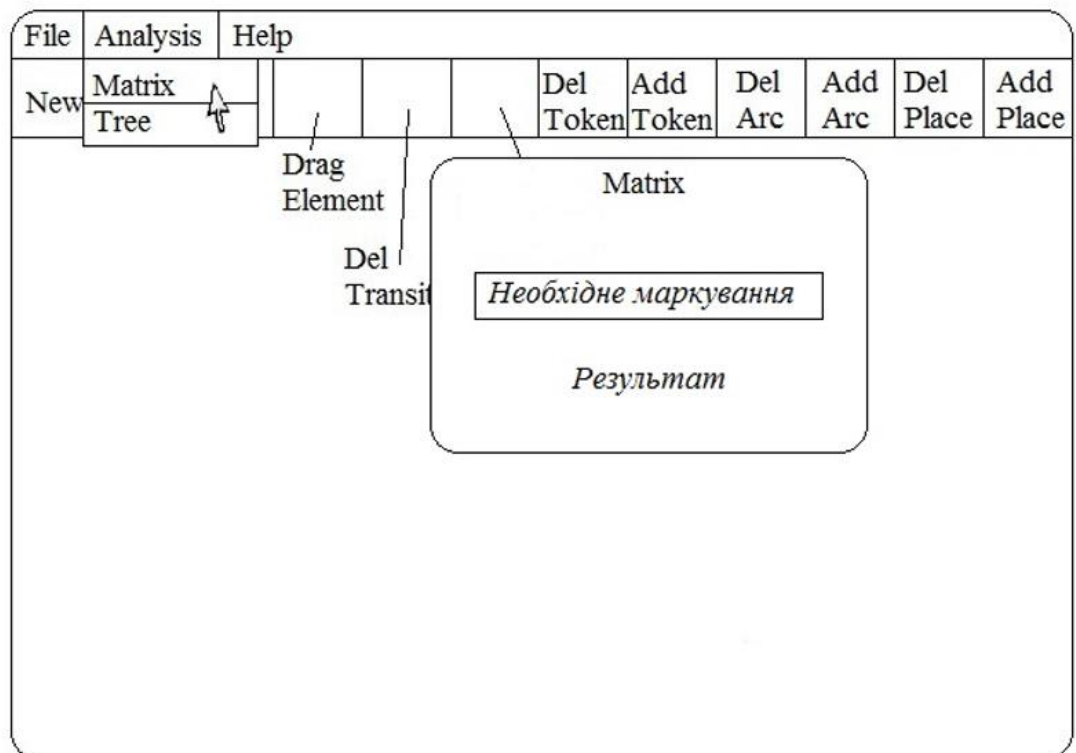 File Analysis Help
New
Matrix
Tree
Del Token
Add Token
Del Arc
Add Arc
Del Place
Add Place
Drag
Element
Del
Transit
Matrix
Необхідне маркування
Результат